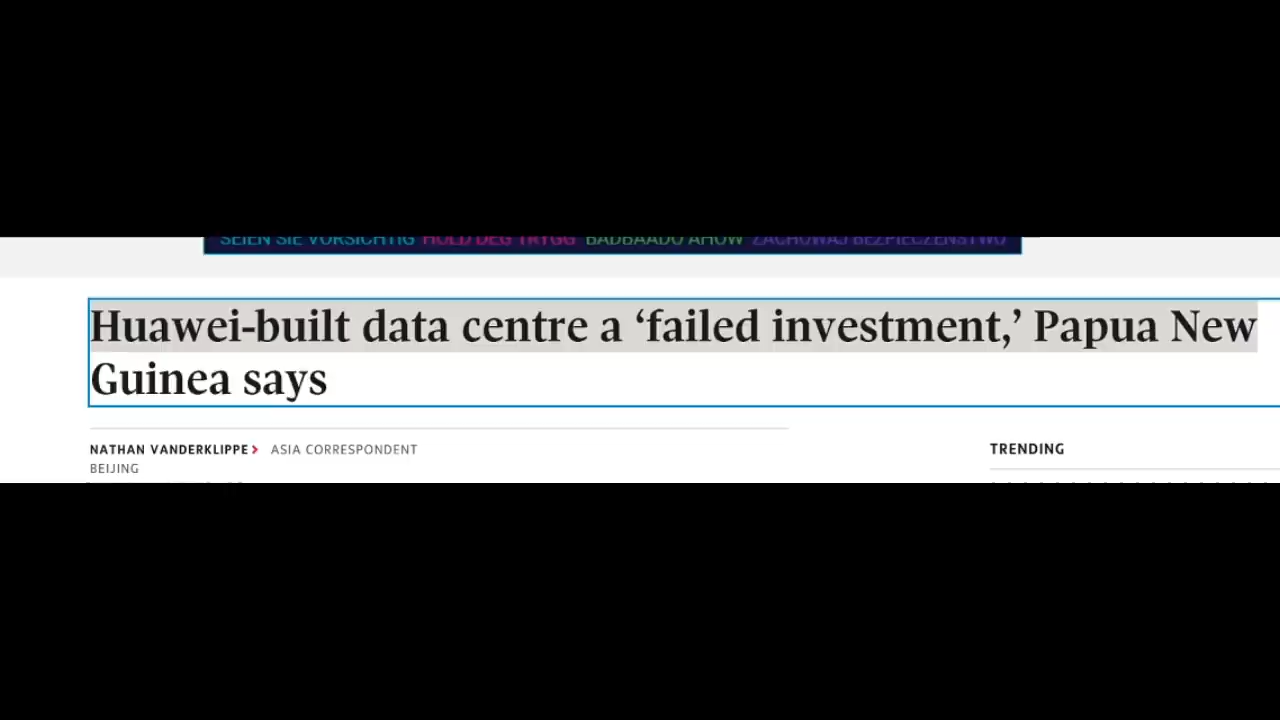 SEIEN SIE VORSICHTIG HOLD DEG TRYGG BADBAADO AHOW ZACHOWAJ BEZPIECZEŃSTWO
Huawei-built data centre a ‘failed investment,’ Papua New
Guinea says
NATHAN VANDERKLIPPE > ASIA CORRESPONDENT
BEIJING
TRENDING